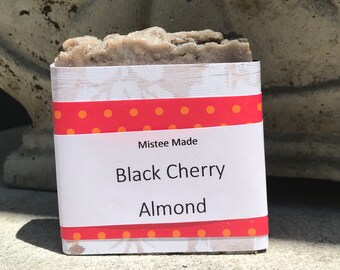 Mistee Made
Black Cherry
Almond